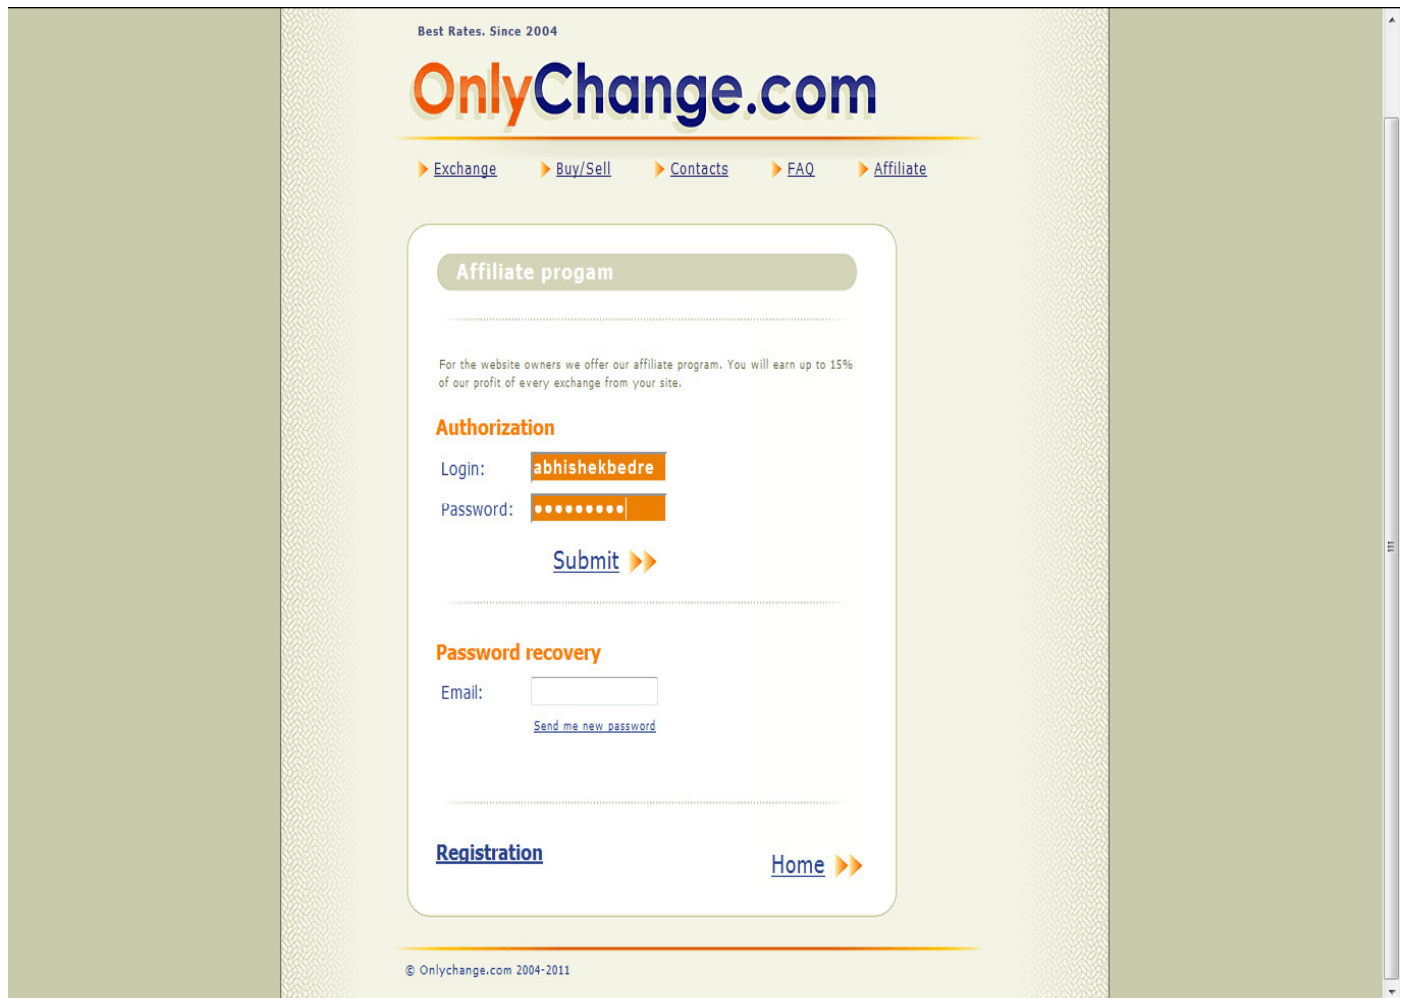 Best Rates. Since 2004
OnlyChange.com
Exchange Buy/Sell Contacts FAQ Affiliate
Affiliate progam
For the website owners we offer our affiliate program. You will earn up to 15%
of our profit of every exchange from your site.
Authorization
Login: abhishekbedre
Password: •••••••••
Submit
Password recovery
Email:
Send me new password
Registration
Home
© Onlychange.com 2004-2011